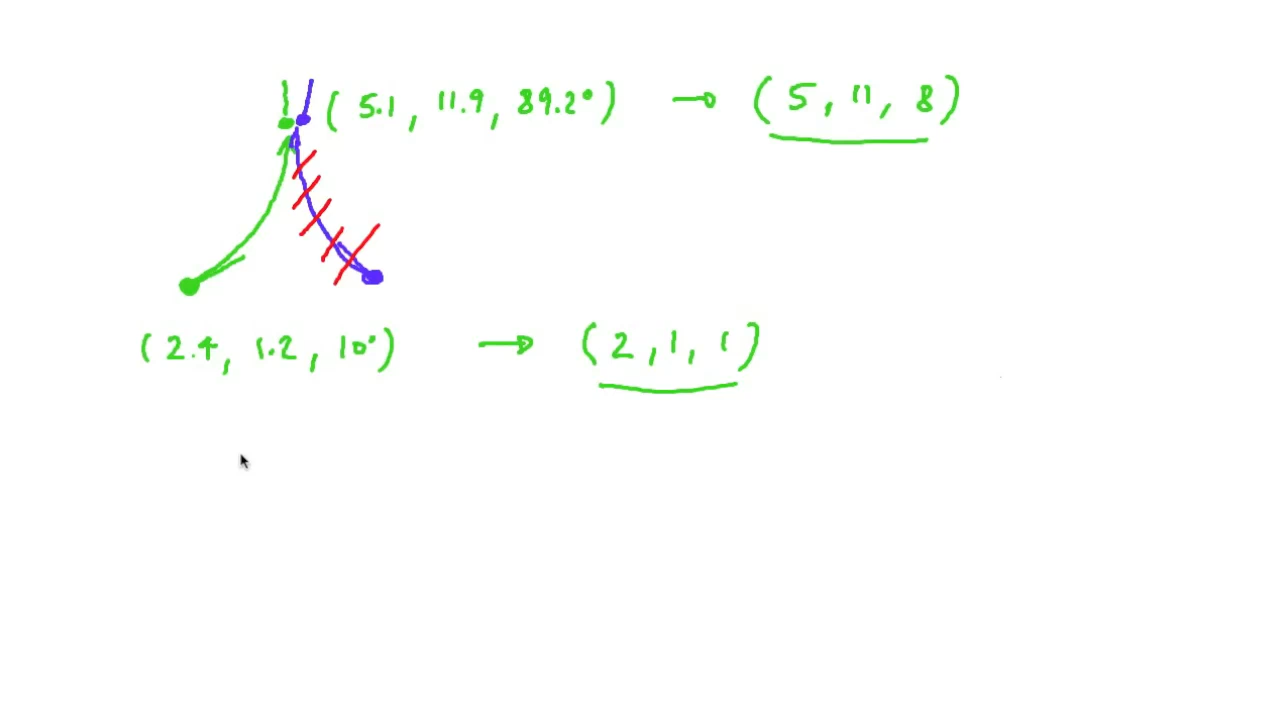 (5.1, 11.9, 89.2°) → (5, 11, 8)
(2.4, 1.2, 10°) → (2, 1, 1)